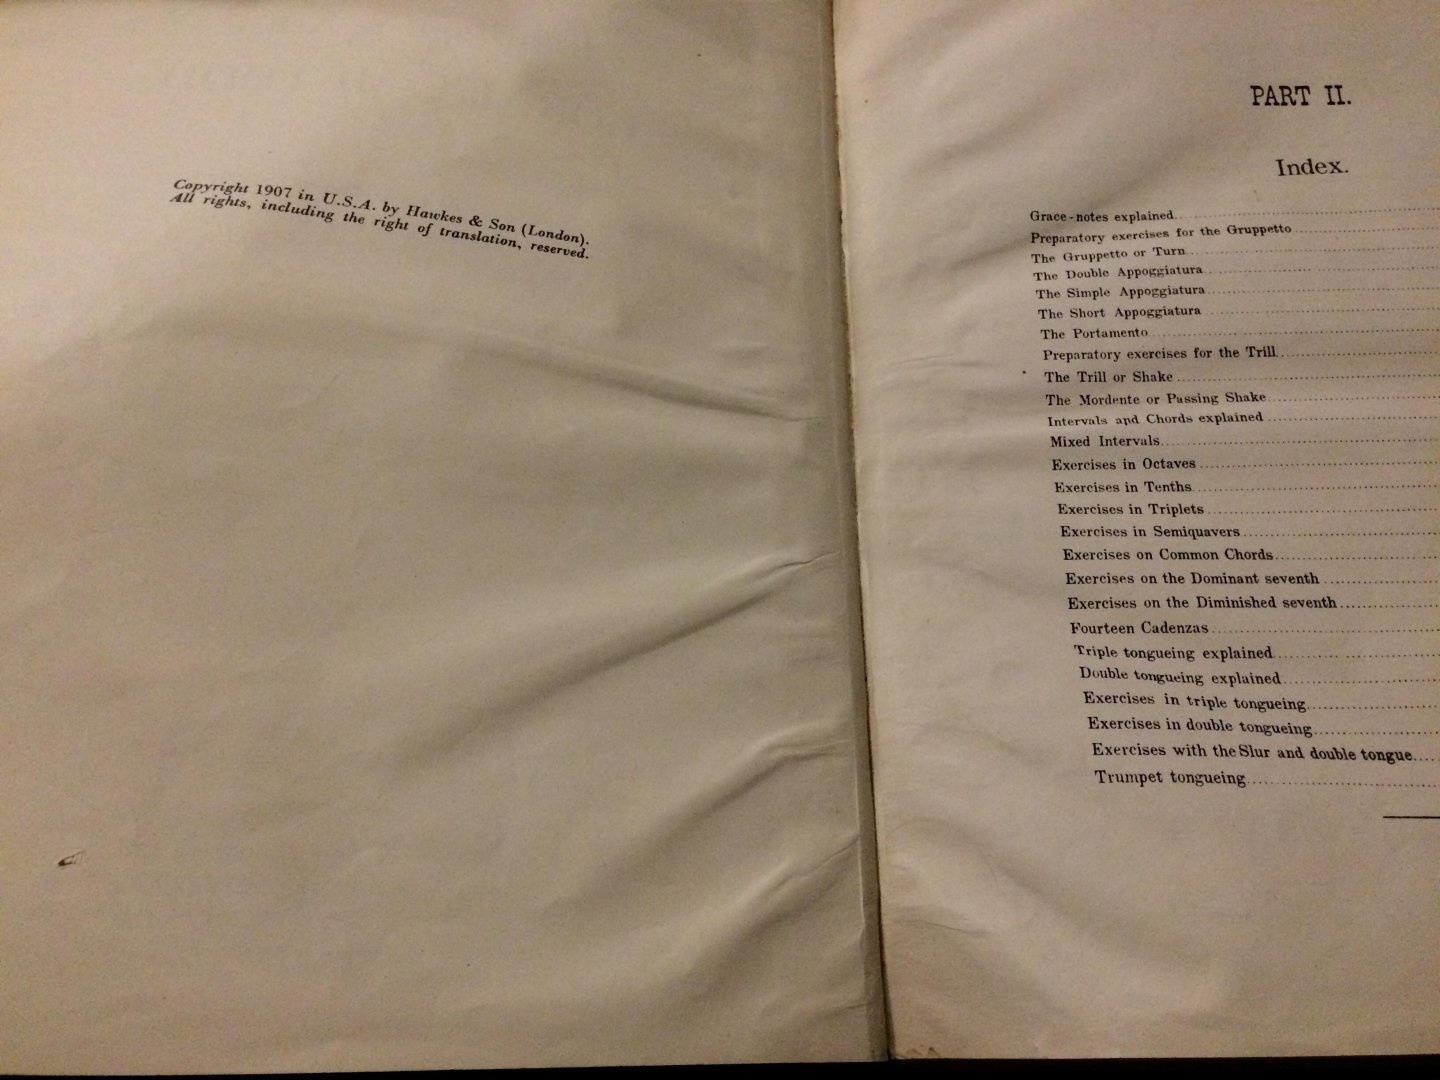 Copyright 1907 in U.S.A. by Hawkes & Son (London).
All rights, including the right of translation, reserved.
PART II.
Index.
Grace-notes explained
Preparatory exercises for the Gruppetto
The Gruppetto or Turn
The Double Appoggiatura
The Simple Appoggiatura
The Short Appoggiatura
The Portamento
Preparatory exercises for the Trill
The Trill or Shake
The Mordente or Passing Shake
Intervals and Chords explained
Mixed Intervals
Exercises in Octaves
Exercises in Tenths
Exercises in Triplets
Exercises in Semiquavers
Exercises on Common Chords
Exercises on the Dominant seventh
Exercises on the Diminished seventh
Fourteen Cadenzas
Triple tongueing explained
Double tongueing explained
Exercises in triple tongueing
Exercises in double tongueing
Exercises with the Slur and double tongue
Trumpet tongueing